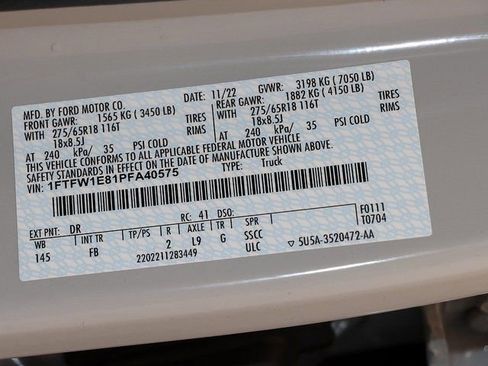 MFD. BY FORD MOTOR CO. DATE: 11/22 GVWR: 3198 KG ( 7050 LB)
FRONT GAWR: 1565 KG ( 3450 LB) REAR GAWR: 1882 KG ( 4150 LB)
275/65R18 116T TIRES 275/65R18 116T TIRES
18x8.5J RIMS 18x8.5J RIMS
AT 240 kPa/ 35 PSI COLD AT 240 kPa/ 35 PSI COLD
THIS VEHICLE CONFORMS TO ALL APPLICABLE FEDERAL MOTOR VEHICLE
SAFETY STANDARDS IN EFFECT ON THE DATE OF MANUFACTURE SHOWN ABOVE.
VIN: 1FTFW1E81PFA40575 TYPE: Truck
EXT PNT: DR RC: 41 F0111
WB INT TR TP/PS R AXLE TR SPR T0704
145 FB 2 L9 G SSCC
2202211283449 ULC ▽ 5U5A-3520472-AA